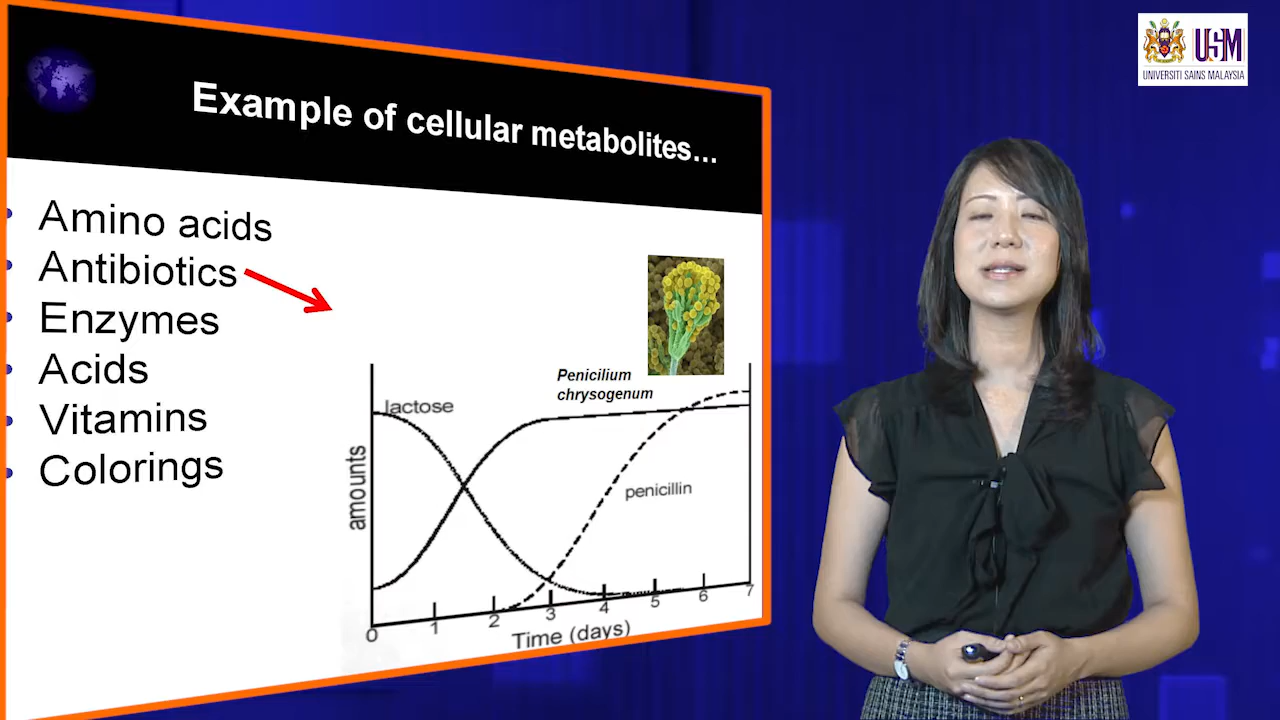 USM
UNIVERSITI SAINS MALAYSIA
Example of cellular metabolites...
• Amino acids
• Antibiotics
• Enzymes
• Acids
• Vitamins
• Colorings
Penicilium
chrysogenum
lactose
amounts
penicillin
0 1 2 3 4 5 6 7
Time (days)